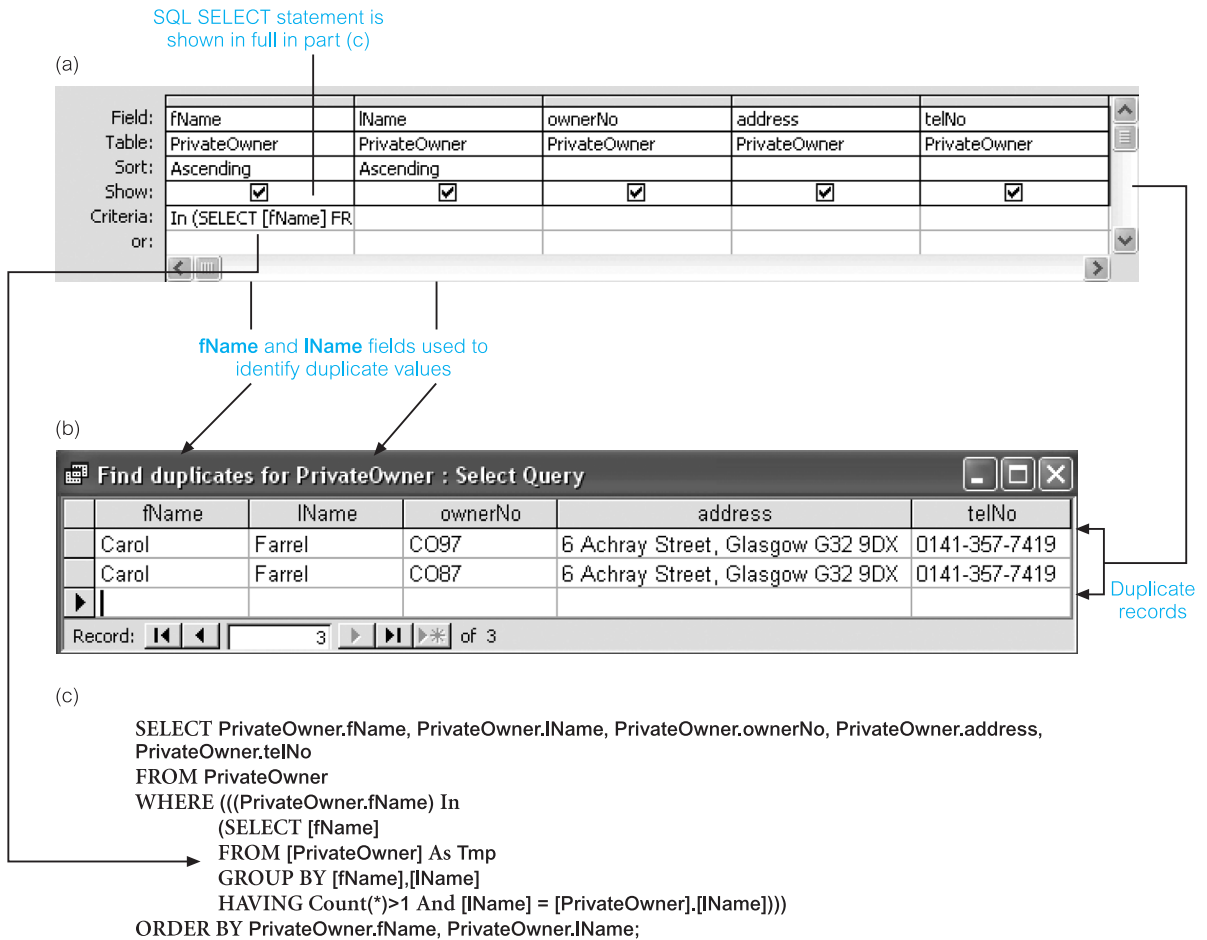 SQL SELECT statement is
shown in full in part (c)
(a)
Field: fName lName ownerNo address telNo
Table: PrivateOwner PrivateOwner PrivateOwner PrivateOwner PrivateOwner
Sort: Ascending Ascending
Show:
Criteria: In (SELECT [fName] FR
or:
fName and lName fields used to
identify duplicate values
(b)
Find duplicates for PrivateOwner : Select Query
fName lName ownerNo address telNo
Carol Farrel CO97 6 Achray Street, Glasgow G32 9DX 0141-357-7419
Carol Farrel CO87 6 Achray Street, Glasgow G32 9DX 0141-357-7419
Duplicate
records
Record: 3 of 3
(c)
SELECT PrivateOwner.fName, PrivateOwner.lName, PrivateOwner.ownerNo, PrivateOwner.address,
PrivateOwner.telNo
FROM PrivateOwner
WHERE (((PrivateOwner.fName) In
(SELECT [fName]
FROM [PrivateOwner] As Tmp
GROUP BY [fName],[lName]
HAVING Count(*)>1 And [lName] = [PrivateOwner].[lName])))
ORDER BY PrivateOwner.fName, PrivateOwner.lName;